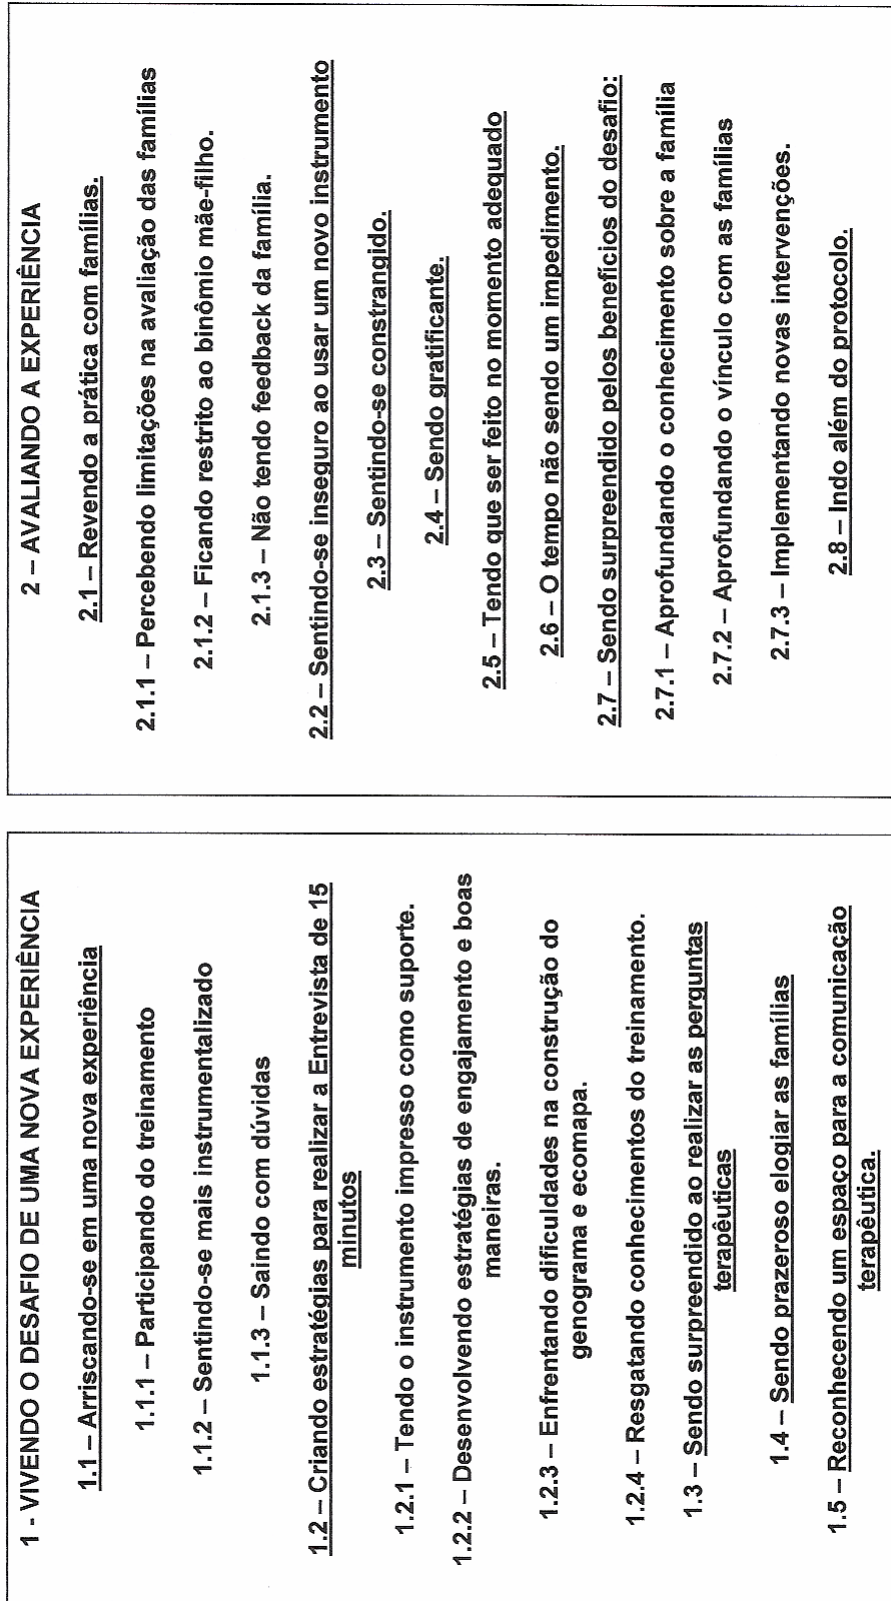 1 - VIVENDO O DESAFIO DE UMA NOVA EXPERIÊNCIA
1.1 – Arriscando-se em uma nova experiência
1.1.1 – Participando do treinamento
1.1.2 – Sentindo-se mais instrumentalizado
1.1.3 – Saindo com dúvidas
1.2 – Criando estratégias para realizar a Entrevista de 15
minutos
1.2.1 – Tendo o instrumento impresso como suporte.
1.2.2 – Desenvolvendo estratégias de engajamento e boas
maneiras.
1.2.3 – Enfrentando dificuldades na construção do
genograma e ecomapa.
1.2.4 – Resgatando conhecimentos do treinamento.
1.3 – Sendo surpreendido ao realizar as perguntas
terapêuticas
1.4 – Sendo prazeroso elogiar as famílias
1.5 – Reconhecendo um espaço para a comunicação
terapêutica.
2 – AVALIANDO A EXPERIÊNCIA
2.1 – Revendo a prática com famílias.
2.1.1 – Percebendo limitações na avaliação das famílias
2.1.2 – Ficando restrito ao binômio mãe-filho.
2.1.3 – Não tendo feedback da família.
2.2 – Sentindo-se inseguro ao usar um novo instrumento
2.3 – Sentindo-se constrangido.
2.4 – Sendo gratificante.
2.5 – Tendo que ser feito no momento adequado
2.6 – O tempo não sendo um impedimento.
2.7 – Sendo surpreendido pelos benefícios do desafio:
2.7.1 – Aprofundando o conhecimento sobre a família
2.7.2 – Aprofundando o vínculo com as famílias
2.7.3 – Implementando novas intervenções.
2.8 – Indo além do protocolo.